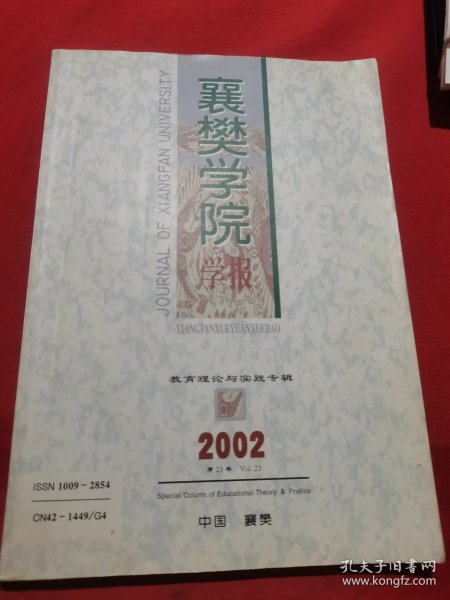 JOURNAL OF XIANGFAN UNIVERSITY
襄樊学院
学报
XIANGFANXUEYUANXUEBAO
教育理论与实践专辑
2002
第 23 卷 Vol. 23
ISSN 1009-2854
Special Column of Educational Theory & Pratice
CN42-1449/G4
中国 襄樊
孔夫子旧书网
www.kongfz.com